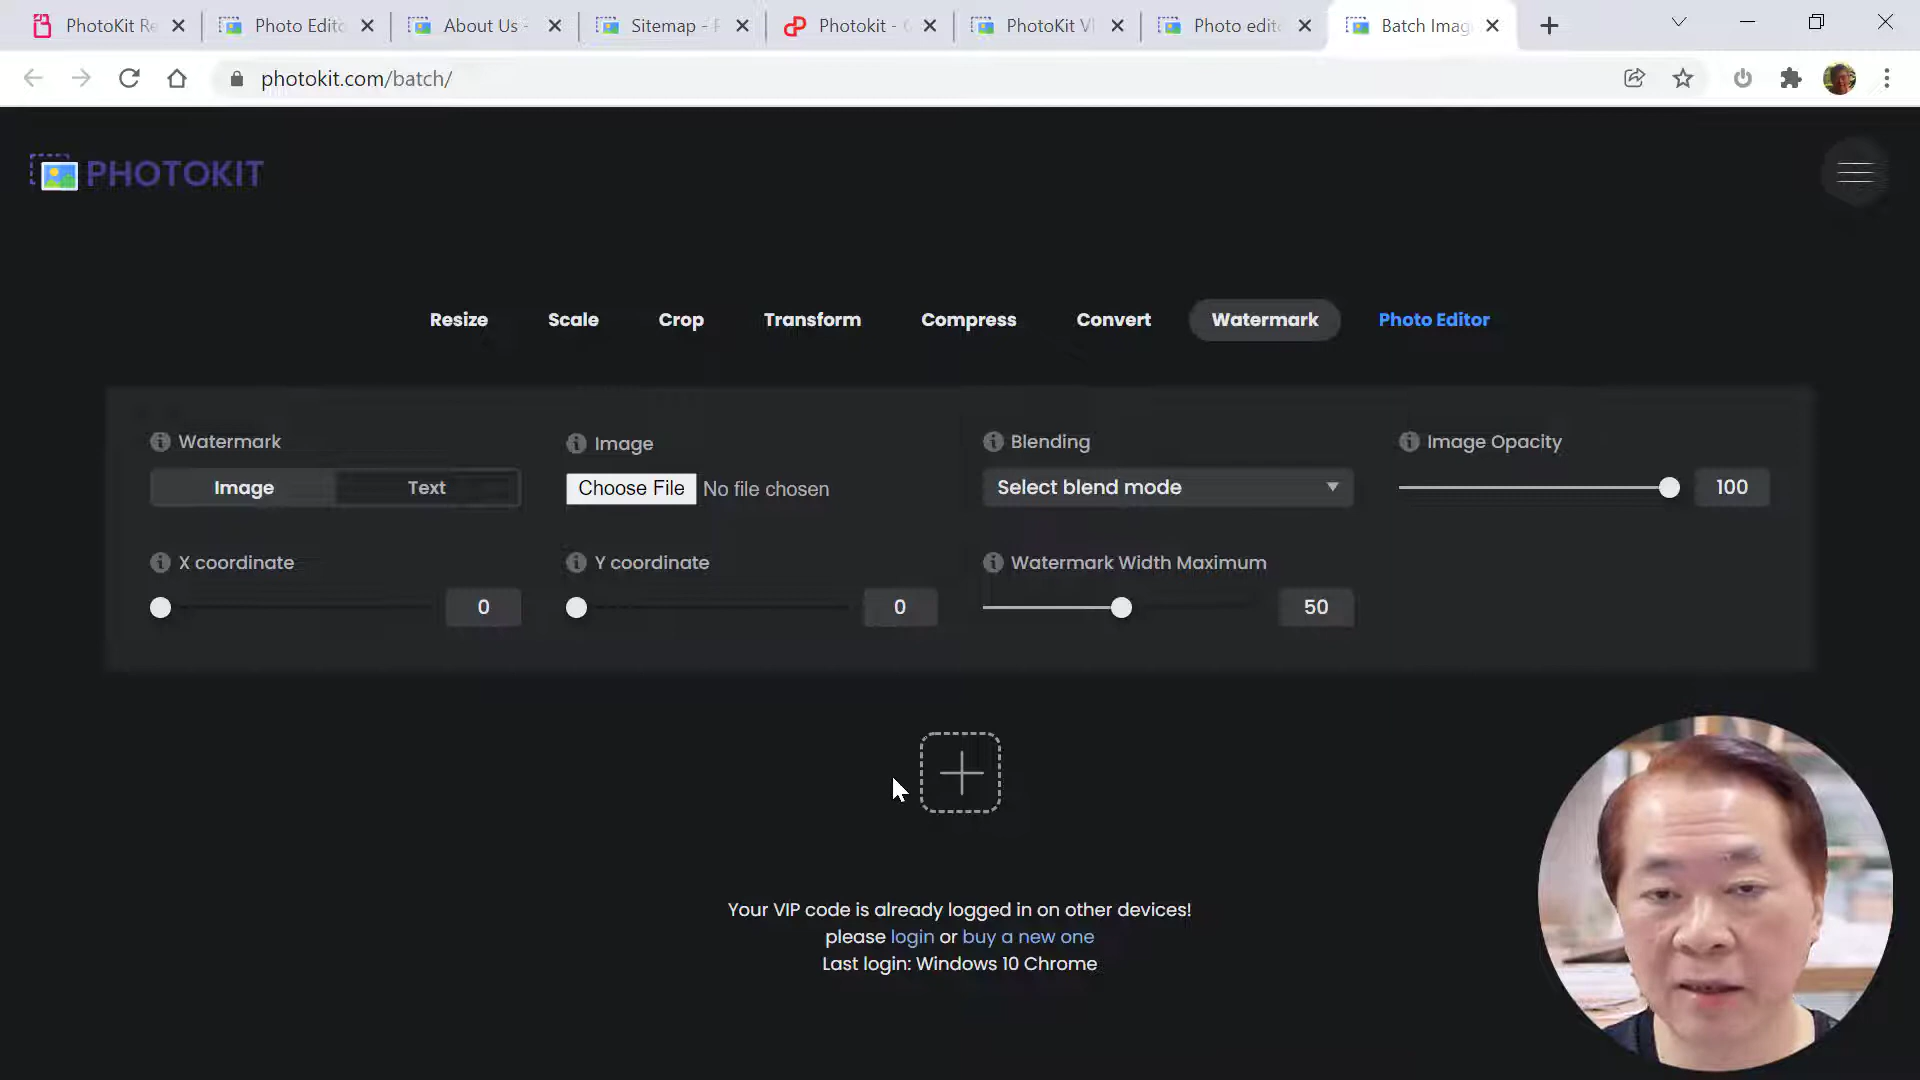 PhotoKit Re
Photo Edito
About Us -
Sitemap - P
Photokit -
PhotoKit VI
Photo edito
Batch Imag
photokit.com/batch/
PHOTOKIT
Resize
Scale
Crop
Transform
Compress
Convert
Watermark
Photo Editor
Watermark
Image
Blending
Image Opacity
Image
Text
Choose File
No file chosen
Select blend mode
100
X coordinate
Y coordinate
Watermark Width Maximum
0
0
50
Your VIP code is already logged in on other devices!
please login or buy a new one
Last login: Windows 10 Chrome